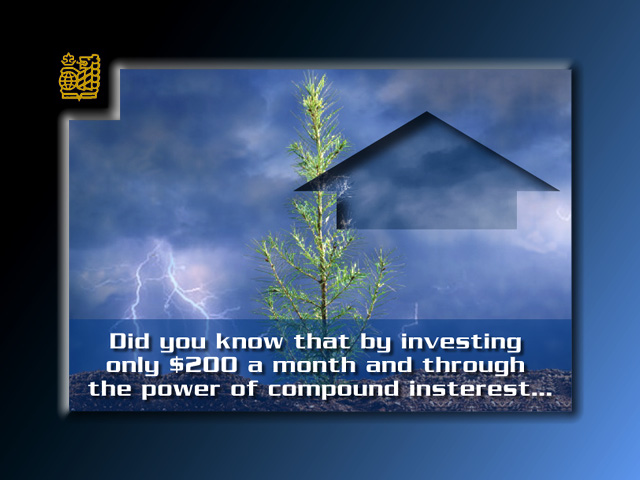 Did you know that by investing
only $200 a month and through
the power of compound insterest...